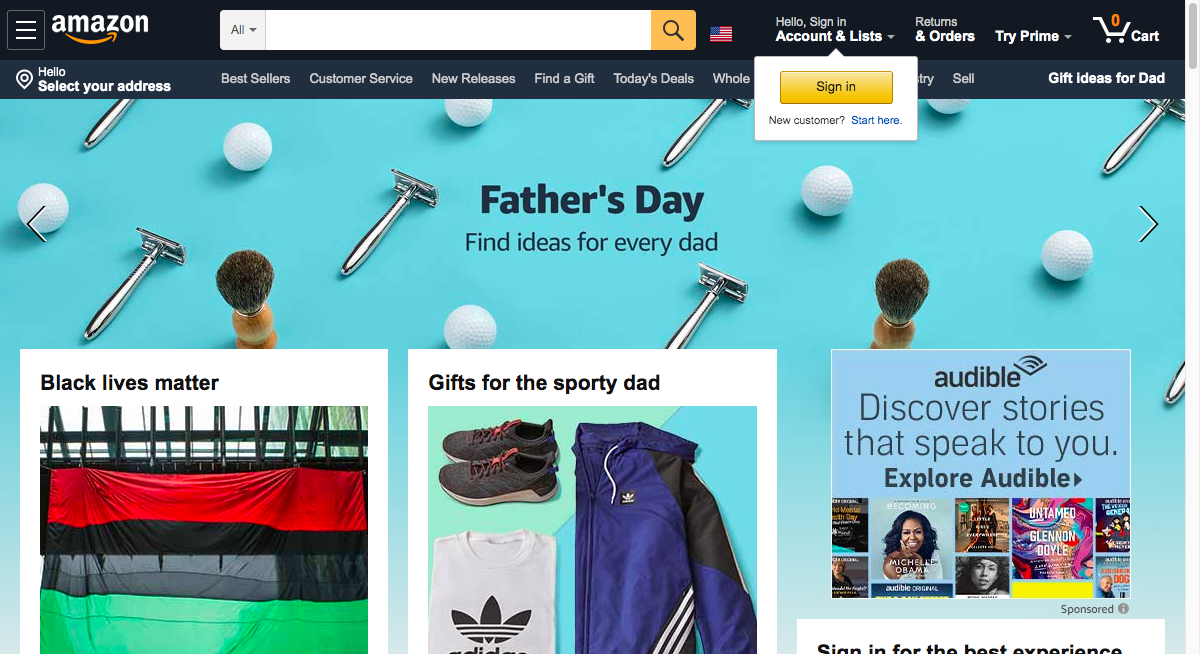 amazon
All
Hello, Sign in
Account & Lists
Returns
& Orders
Try Prime
0
Cart
Hello
Select your address
Best Sellers
Customer Service
New Releases
Find a Gift
Today's Deals
Whole
Sell
Gift ideas for Dad
Sign in
New customer? Start here.
Father's Day
Find ideas for every dad
Black lives matter
Gifts for the sporty dad
adidas
audible
Discover stories
that speak to you.
Explore Audible
BECOMING
MICHELLE
OBAMA
audible ORIGINAL
UNTAMED
GLENNON
DOYLE
Sponsored
Sign in for the best experience